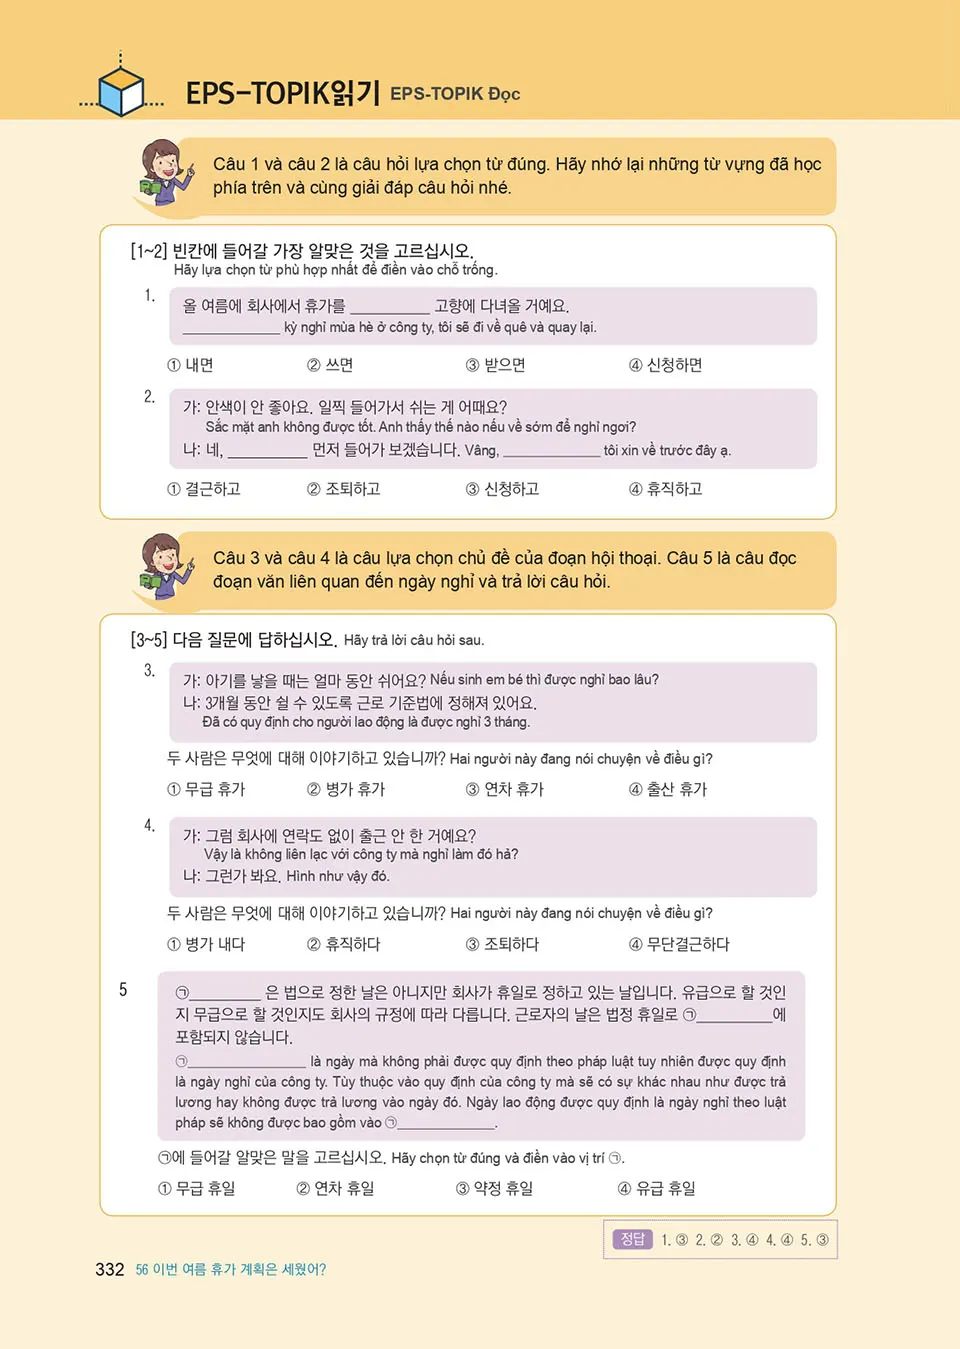 EPS-TOPIK읽기 EPS-TOPIK Đọc
Câu 1 và câu 2 là câu hỏi lựa chọn từ đúng. Hãy nhớ lại những từ vựng đã học
phía trên và cùng giải đáp câu hỏi nhé.
[1~2] 빈칸에 들어갈 가장 알맞은 것을 고르십시오.
Hãy lựa chọn từ phù hợp nhất để điền vào chỗ trống.
1.
올 여름에 회사에서 휴가를 __________ 고향에 다녀올 거예요.
____________ kỳ nghỉ mùa hè ở công ty, tôi sẽ đi về quê và quay lại.
① 내면 ② 쓰면 ③ 받으면 ④ 신청하면
2.
가: 안색이 안 좋아요. 일찍 들어가서 쉬는 게 어때요?
Sắc mặt anh không được tốt. Anh thấy thế nào nếu về sớm để nghỉ ngơi?
나: 네, __________ 먼저 들어가 보겠습니다. Vâng, ____________ tôi xin về trước đây ạ.
① 결근하고 ② 조퇴하고 ③ 신청하고 ④ 휴직하고
Câu 3 và câu 4 là câu lựa chọn chủ đề của đoạn hội thoại. Câu 5 là câu đọc
đoạn văn liên quan đến ngày nghỉ và trả lời câu hỏi.
[3~5] 다음 질문에 답하십시오. Hãy trả lời câu hỏi sau.
3.
가: 아기를 낳을 때는 얼마 동안 쉬어요? Nếu sinh em bé thì được nghỉ bao lâu?
나: 3개월 동안 쉴 수 있도록 근로 기준법에 정해져 있어요.
Đã có quy định cho người lao động là được nghỉ 3 tháng.
두 사람은 무엇에 대해 이야기하고 있습니까? Hai người này đang nói chuyện về điều gì?
① 무급 휴가 ② 병가 휴가 ③ 연차 휴가 ④ 출산 휴가
4.
가: 그럼 회사에 연락도 없이 출근 안 한 거예요?
Vậy là không liên lạc với công ty mà nghỉ làm đó hả?
나: 그런가 봐요. Hình như vậy đó.
두 사람은 무엇에 대해 이야기하고 있습니까? Hai người này đang nói chuyện về điều gì?
① 병가 내다 ② 휴직하다 ③ 조퇴하다 ④ 무단결근하다
5
㉠_________ 은 법으로 정한 날은 아니지만 회사가 휴일로 정하고 있는 날입니다. 유급으로 할 것인
지 무급으로 할 것인지도 회사의 규정에 따라 다릅니다. 근로자의 날은 법정 휴일로 ㉠_________에
포함되지 않습니다.
㉠______________ là ngày mà không phải được quy định theo pháp luật tuy nhiên được quy định
là ngày nghỉ của công ty. Tùy thuộc vào quy định của công ty mà sẽ có sự khác nhau như được trả
lương hay không được trả lương vào ngày đó. Ngày lao động được quy định là ngày nghỉ theo luật
pháp sẽ không được bao gồm vào ㉠____________.
㉠에 들어갈 알맞은 말을 고르십시오. Hãy chọn từ đúng và điền vào vị trí ㉠.
① 무급 휴일 ② 연차 휴일 ③ 약정 휴일 ④ 유급 휴일
정답 1. ③ 2. ② 3. ④ 4. ④ 5. ③
332 56 이번 여름 휴가 계획은 세웠어?